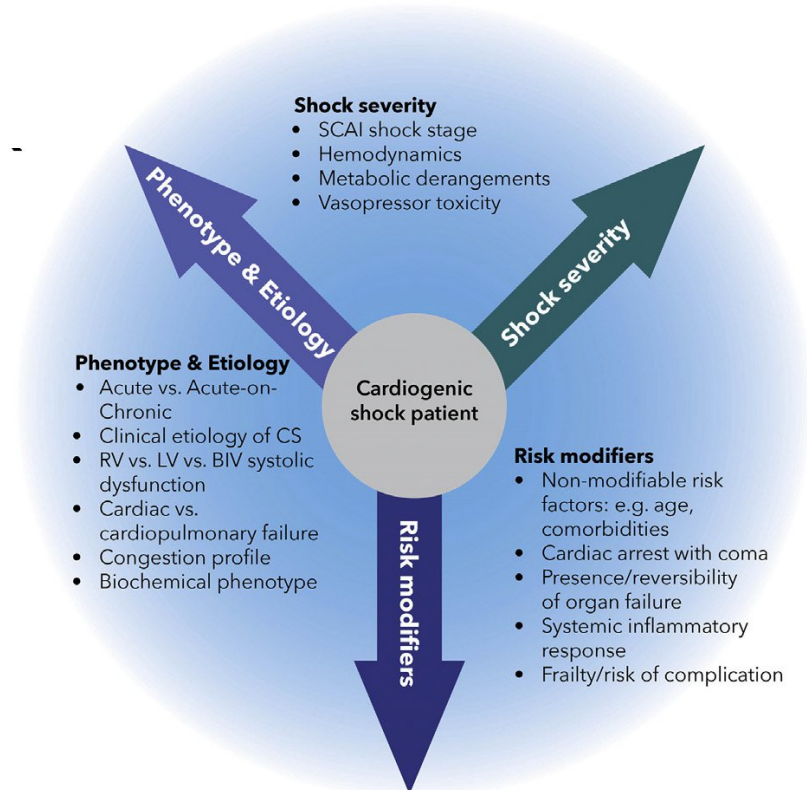 Shock severity
• SCAI shock stage
• Hemodynamics
• Metabolic derangements
• Vasopressor toxicity
Phenotype & Etiology
Shock severity
Cardiogenic
shock patient
Phenotype & Etiology
• Acute vs. Acute-on-
Chronic
• Clinical etiology of CS
• RV vs. LV vs. BIV systolic
dysfunction
• Cardiac vs.
cardiopulmonary failure
• Congestion profile
• Biochemical phenotype
Risk modifiers
Risk modifiers
• Non-modifiable risk
factors: e.g. age,
comorbidities
• Cardiac arrest with coma
• Presence/reversibility
of organ failure
• Systemic inflammatory
response
• Frailty/risk of complication